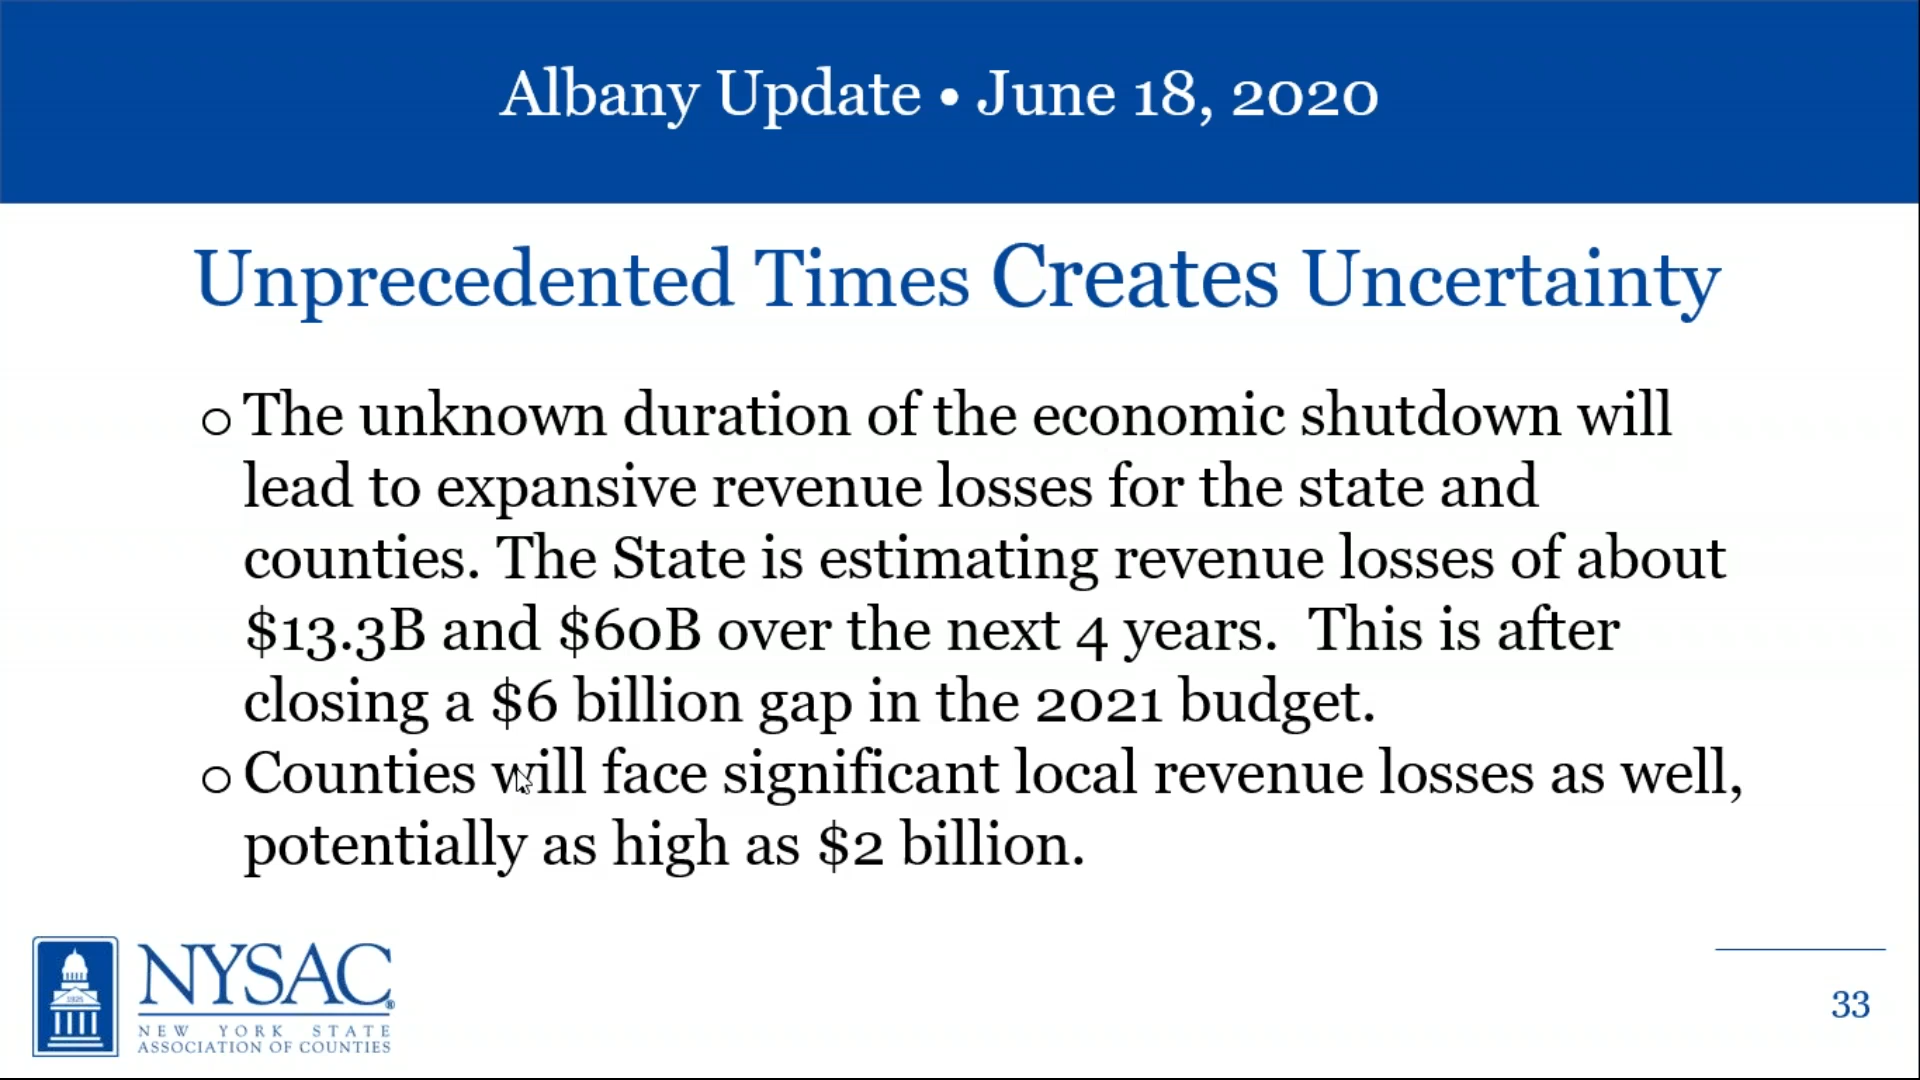 Albany Update • June 18, 2020
Unprecedented Times Creates Uncertainty
○ The unknown duration of the economic shutdown will
lead to expansive revenue losses for the state and
counties. The State is estimating revenue losses of about
$13.3B and $60B over the next 4 years.  This is after
closing a $6 billion gap in the 2021 budget.
○ Counties will face significant local revenue losses as well,
potentially as high as $2 billion.
1925
NYSAC®
NEW YORK STATE
ASSOCIATION OF COUNTIES
33